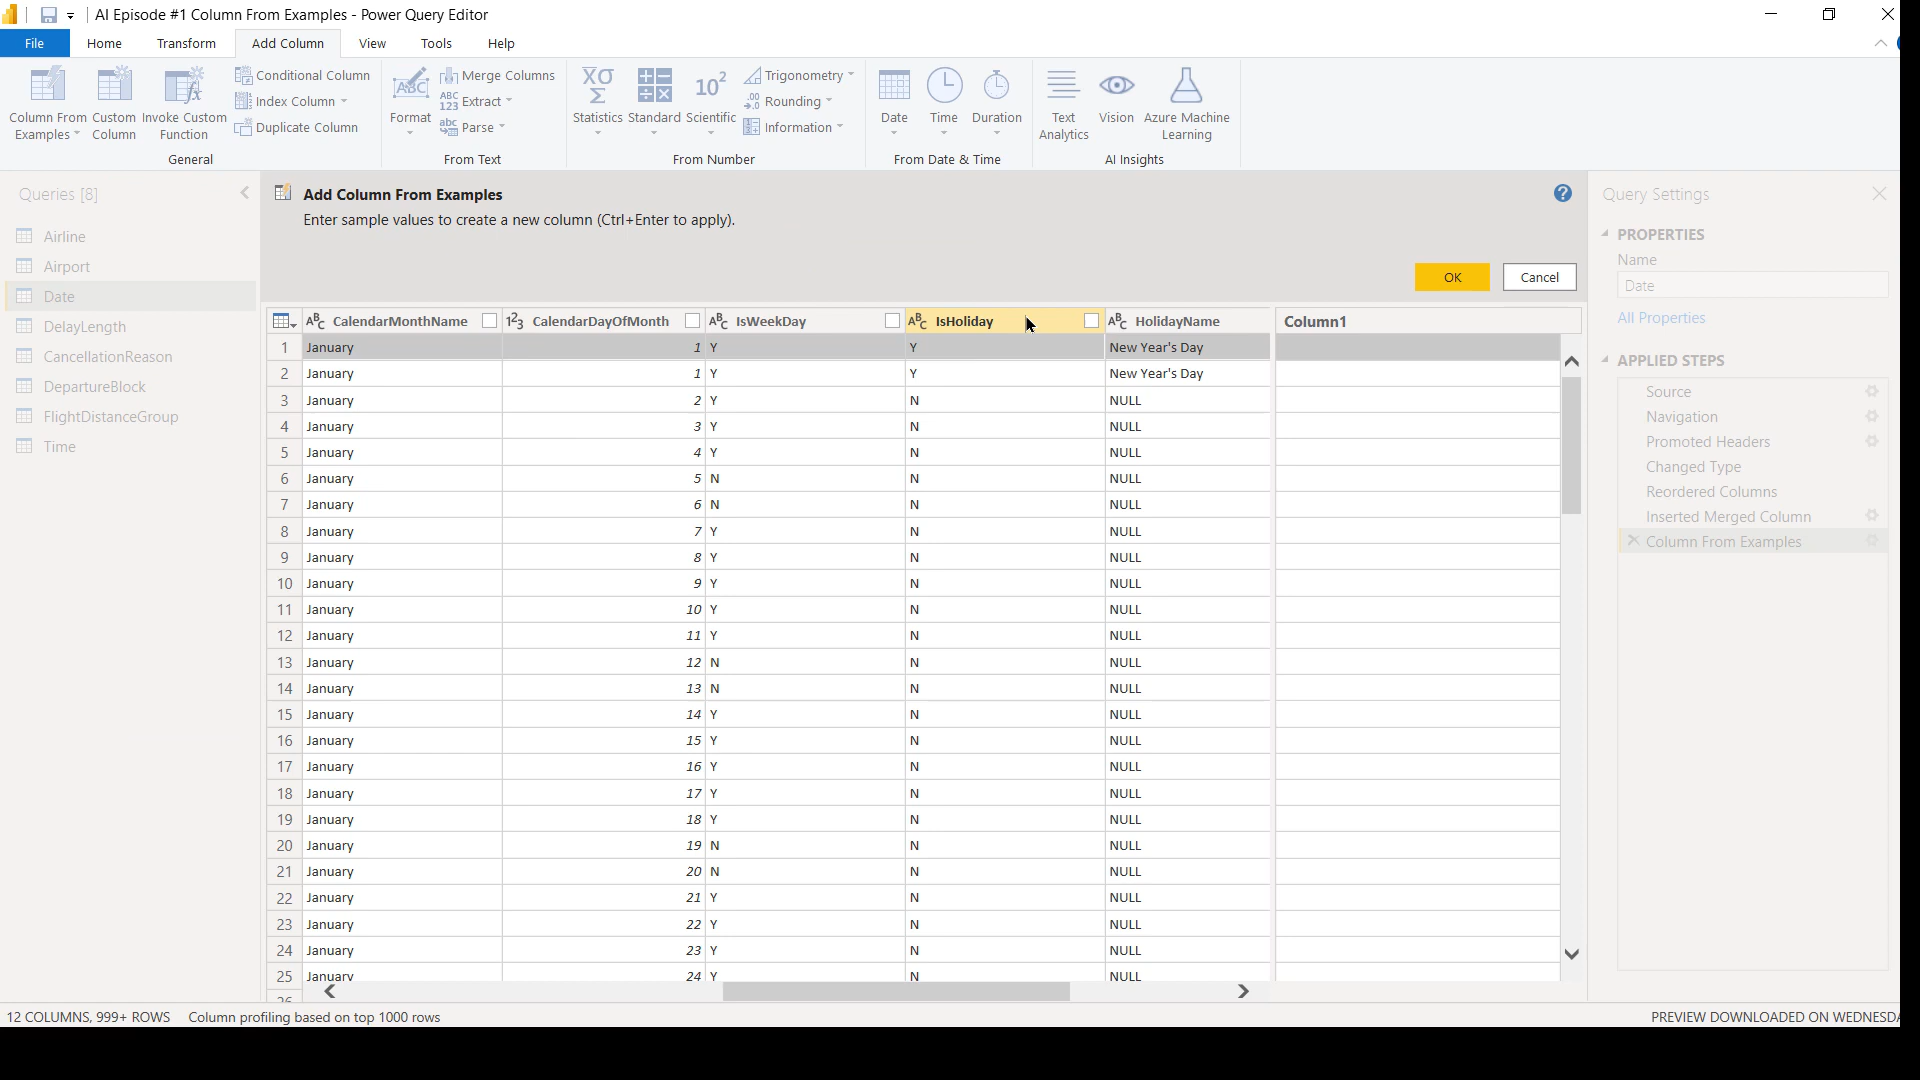 AI Episode #1 Column From Examples - Power Query Editor
File Home Transform Add Column View Tools Help
Column From Examples
Custom Column
Invoke Custom Function
Conditional Column
Index Column
Duplicate Column
General
Format
Merge Columns
Extract
Parse
From Text
Statistics
Standard
Scientific
Trigonometry
Rounding
Information
From Number
Date
Time
Duration
From Date & Time
Text Analytics
Vision
Azure Machine Learning
AI Insights
Queries [8]
Airline
Airport
Date
DelayLength
CancellationReason
DepartureBlock
FlightDistanceGroup
Time
Add Column From Examples
Enter sample values to create a new column (Ctrl+Enter to apply).
OK Cancel
CalendarMonthName CalendarDayOfMonth IsWeekDay IsHoliday HolidayName Column1
1 January 1 Y Y New Year's Day
2 January 1 Y Y New Year's Day
3 January 2 Y N NULL
4 January 3 Y N NULL
5 January 4 Y N NULL
6 January 5 N N NULL
7 January 6 N N NULL
8 January 7 Y N NULL
9 January 8 Y N NULL
10 January 9 Y N NULL
11 January 10 Y N NULL
12 January 11 Y N NULL
13 January 12 N N NULL
14 January 13 N N NULL
15 January 14 Y N NULL
16 January 15 Y N NULL
17 January 16 Y N NULL
18 January 17 Y N NULL
19 January 18 Y N NULL
20 January 19 N N NULL
21 January 20 N N NULL
22 January 21 Y N NULL
23 January 22 Y N NULL
24 January 23 Y N NULL
25 January 24 Y N NULL
Query Settings
PROPERTIES
Name
Date
All Properties
APPLIED STEPS
Source
Navigation
Promoted Headers
Changed Type
Reordered Columns
Inserted Merged Column
Column From Examples
12 COLUMNS, 999+ ROWS Column profiling based on top 1000 rows
PREVIEW DOWNLOADED ON WEDNESDA